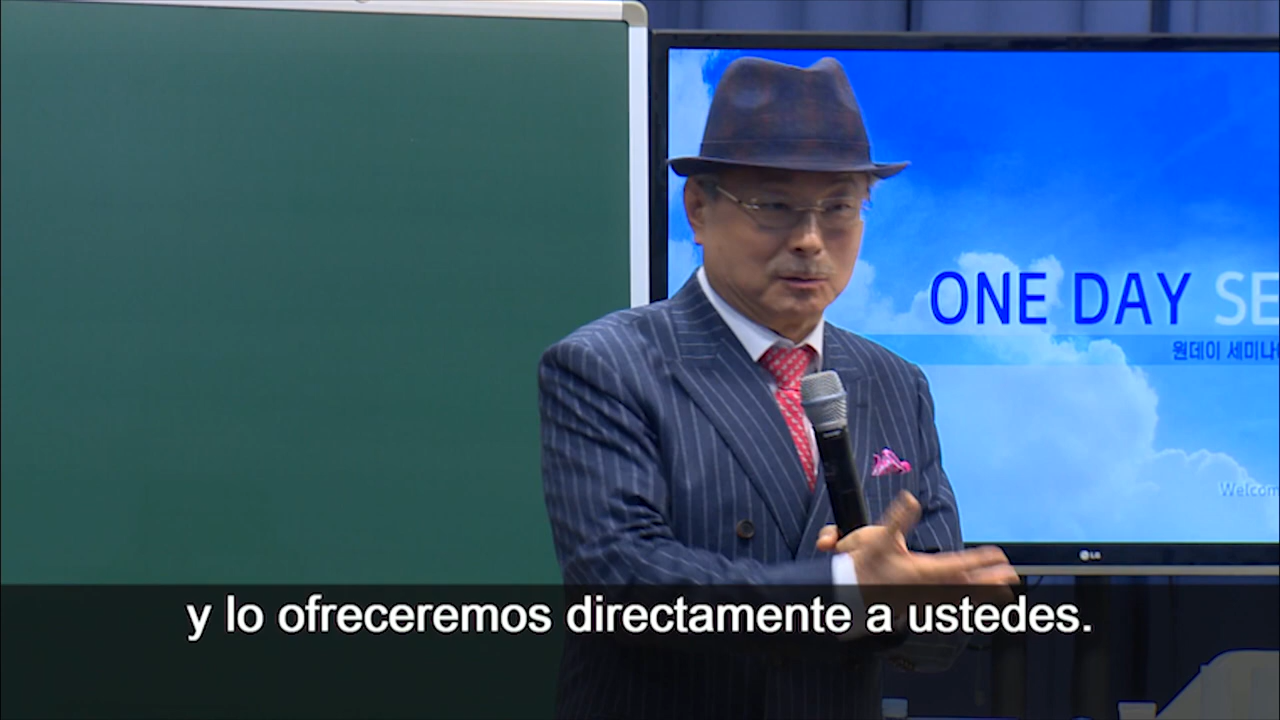 ONE DAY SE
원데이 세미나
Welcom
LG
y lo ofreceremos directamente a ustedes.